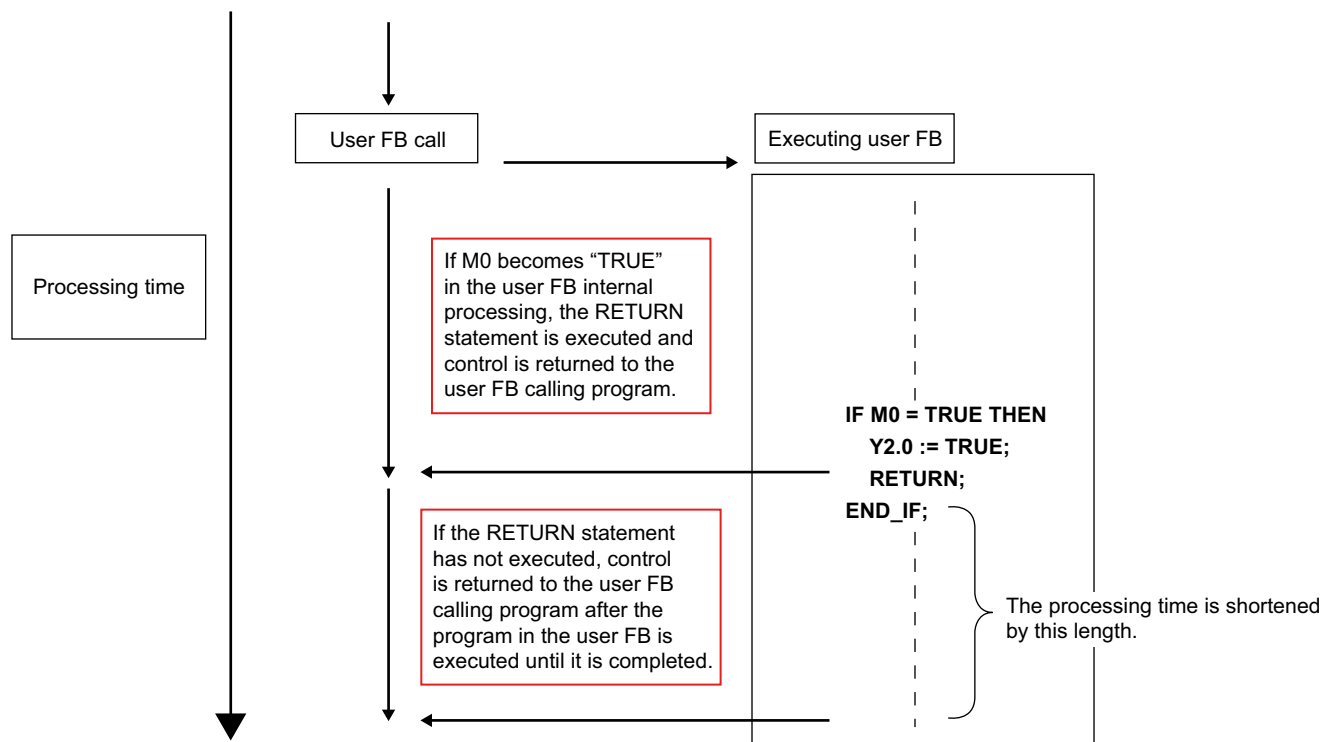 User FB call
Executing user FB
Processing time
If M0 becomes “TRUE”
in the user FB internal
processing, the RETURN
statement is executed and
control is returned to the
user FB calling program.
IF M0 = TRUE THEN
Y2.0 := TRUE;
RETURN;
END_IF;
If the RETURN statement
has not executed, control
is returned to the user FB
calling program after the
program in the user FB is
executed until it is completed.
The processing time is shortened
by this length.